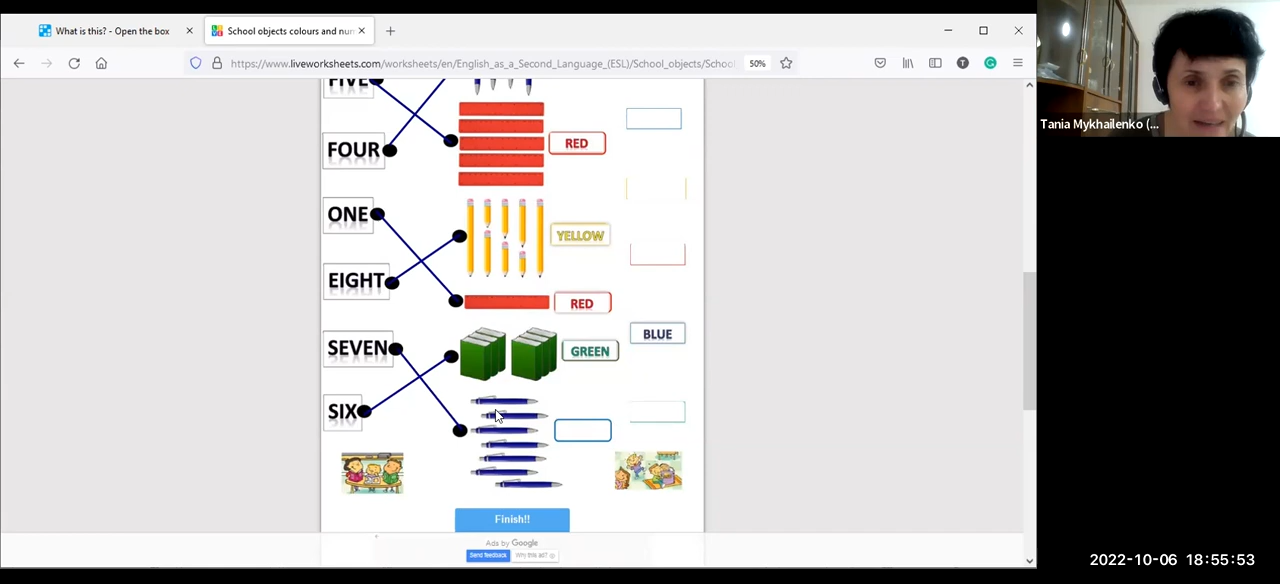 What is this? - Open the box
School objects colours and nun
https://www.liveworksheets.com/worksheets/en/English_as_a_Second_Language_(ESL)/School_objects/Schoo
50%
T
FIVE
FOUR
RED
ONE
YELLOW
EIGHT
RED
SEVEN
GREEN
BLUE
SIX
Finish!!
Ads by Google
Send feedback
Why this ad?
Tania Mykhailenko (...
2022-10-06 18:55:53